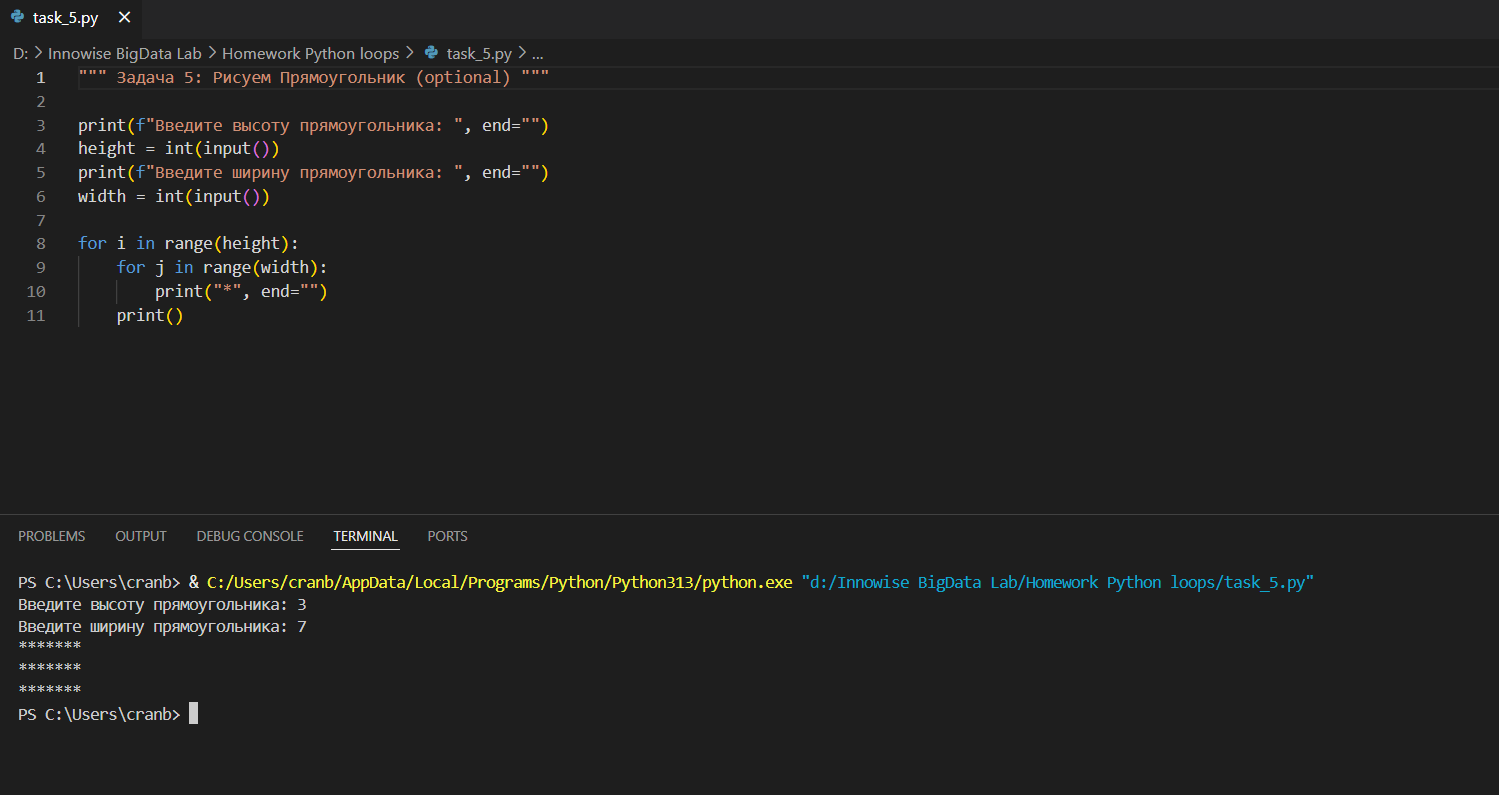 task_5.py
D: > Innowise BigData Lab > Homework Python loops > task_5.py > ...
1 """ Задача 5: Рисуем Прямоугольник (optional) """
2
3 print(f"Введите высоту прямоугольника: ", end="")
4 height = int(input())
5 print(f"Введите ширину прямоугольника: ", end="")
6 width = int(input())
7
8 for i in range(height):
9     for j in range(width):
10         print("*", end="")
11     print()
PROBLEMS OUTPUT DEBUG CONSOLE TERMINAL PORTS
PS C:\Users\cranb> & C:/Users/cranb/AppData/Local/Programs/Python/Python313/python.exe "d:/Innowise BigData Lab/Homework Python loops/task_5.py"
Введите высоту прямоугольника: 3
Введите ширину прямоугольника: 7
*******
*******
*******
PS C:\Users\cranb>